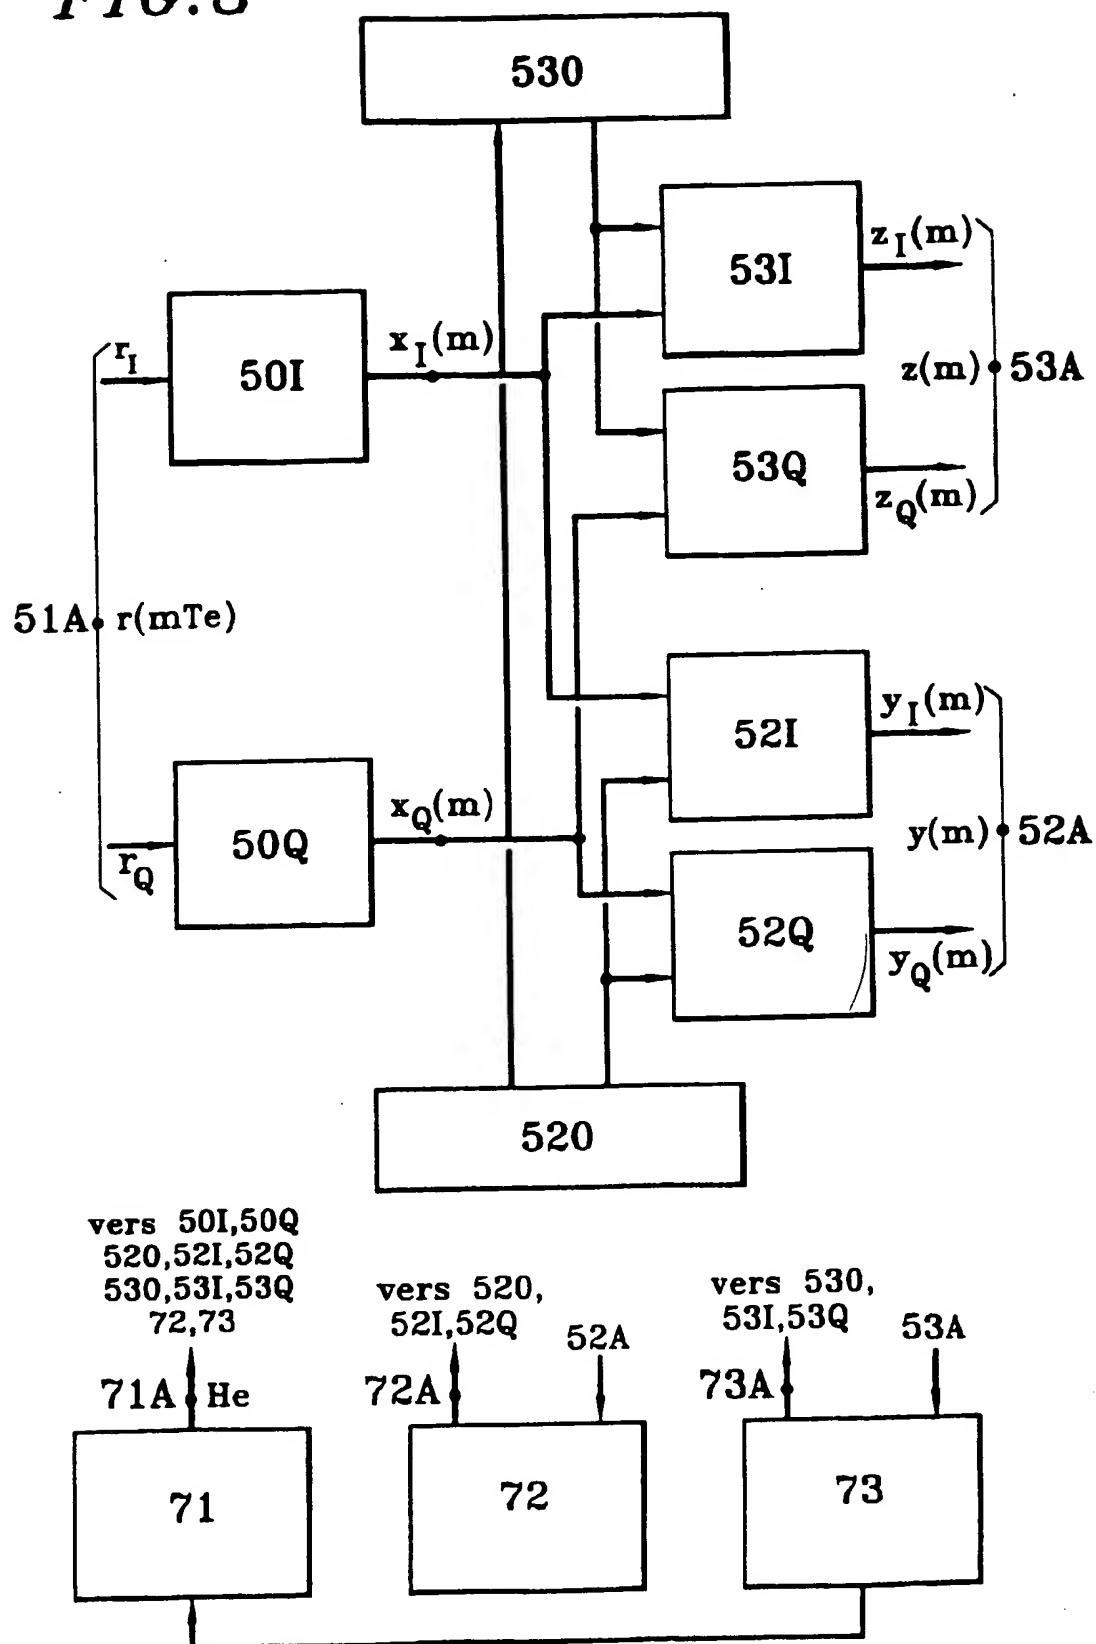 530
53I
z_I(m)
z(m)
53A
53Q
z_Q(m)
r_I
50I
x_I(m)
51A
r(mTe)
r_Q
50Q
x_Q(m)
52I
y_I(m)
y(m)
52A
52Q
y_Q(m)
520
vers 50I,50Q
520,52I,52Q
530,53I,53Q
72,73
71A
He
71
vers 520,
52I,52Q
52A
72A
72
vers 530,
53I,53Q
53A
73A
73